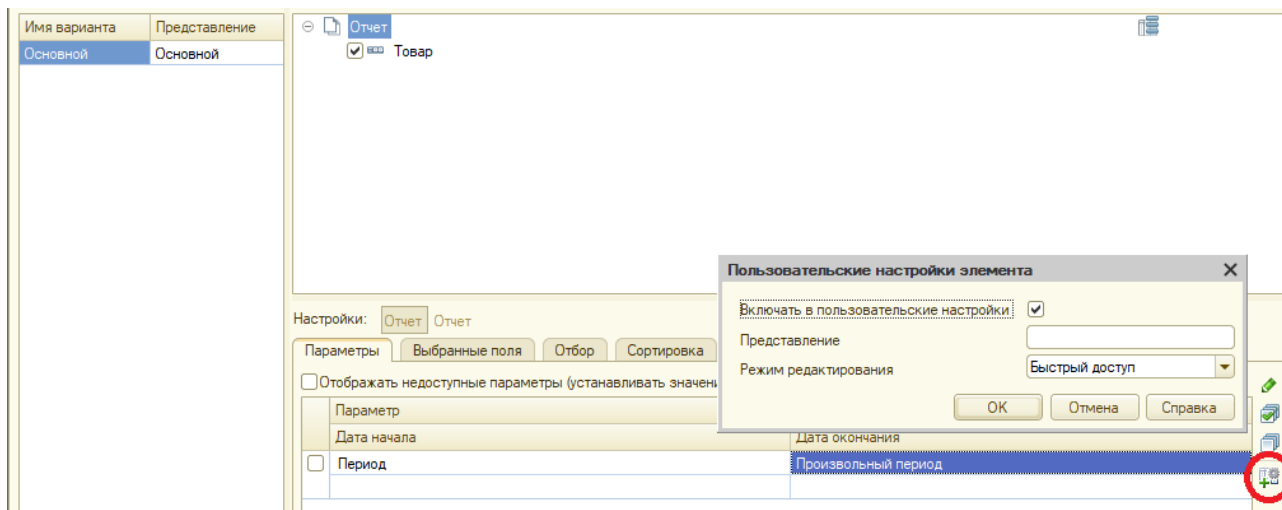 Имя варианта Представление
Основной Основной
Отчет
Товар
Пользовательские настройки элемента
Включать в пользовательские настройки
Представление
Режим редактирования Быстрый доступ
ОК Отмена Справка
Настройки: Отчет Отчет
Параметры Выбранные поля Отбор Сортировка
Отображать недоступные параметры (устанавливать значени
Параметр
Дата начала Дата окончания
Период Произвольный период